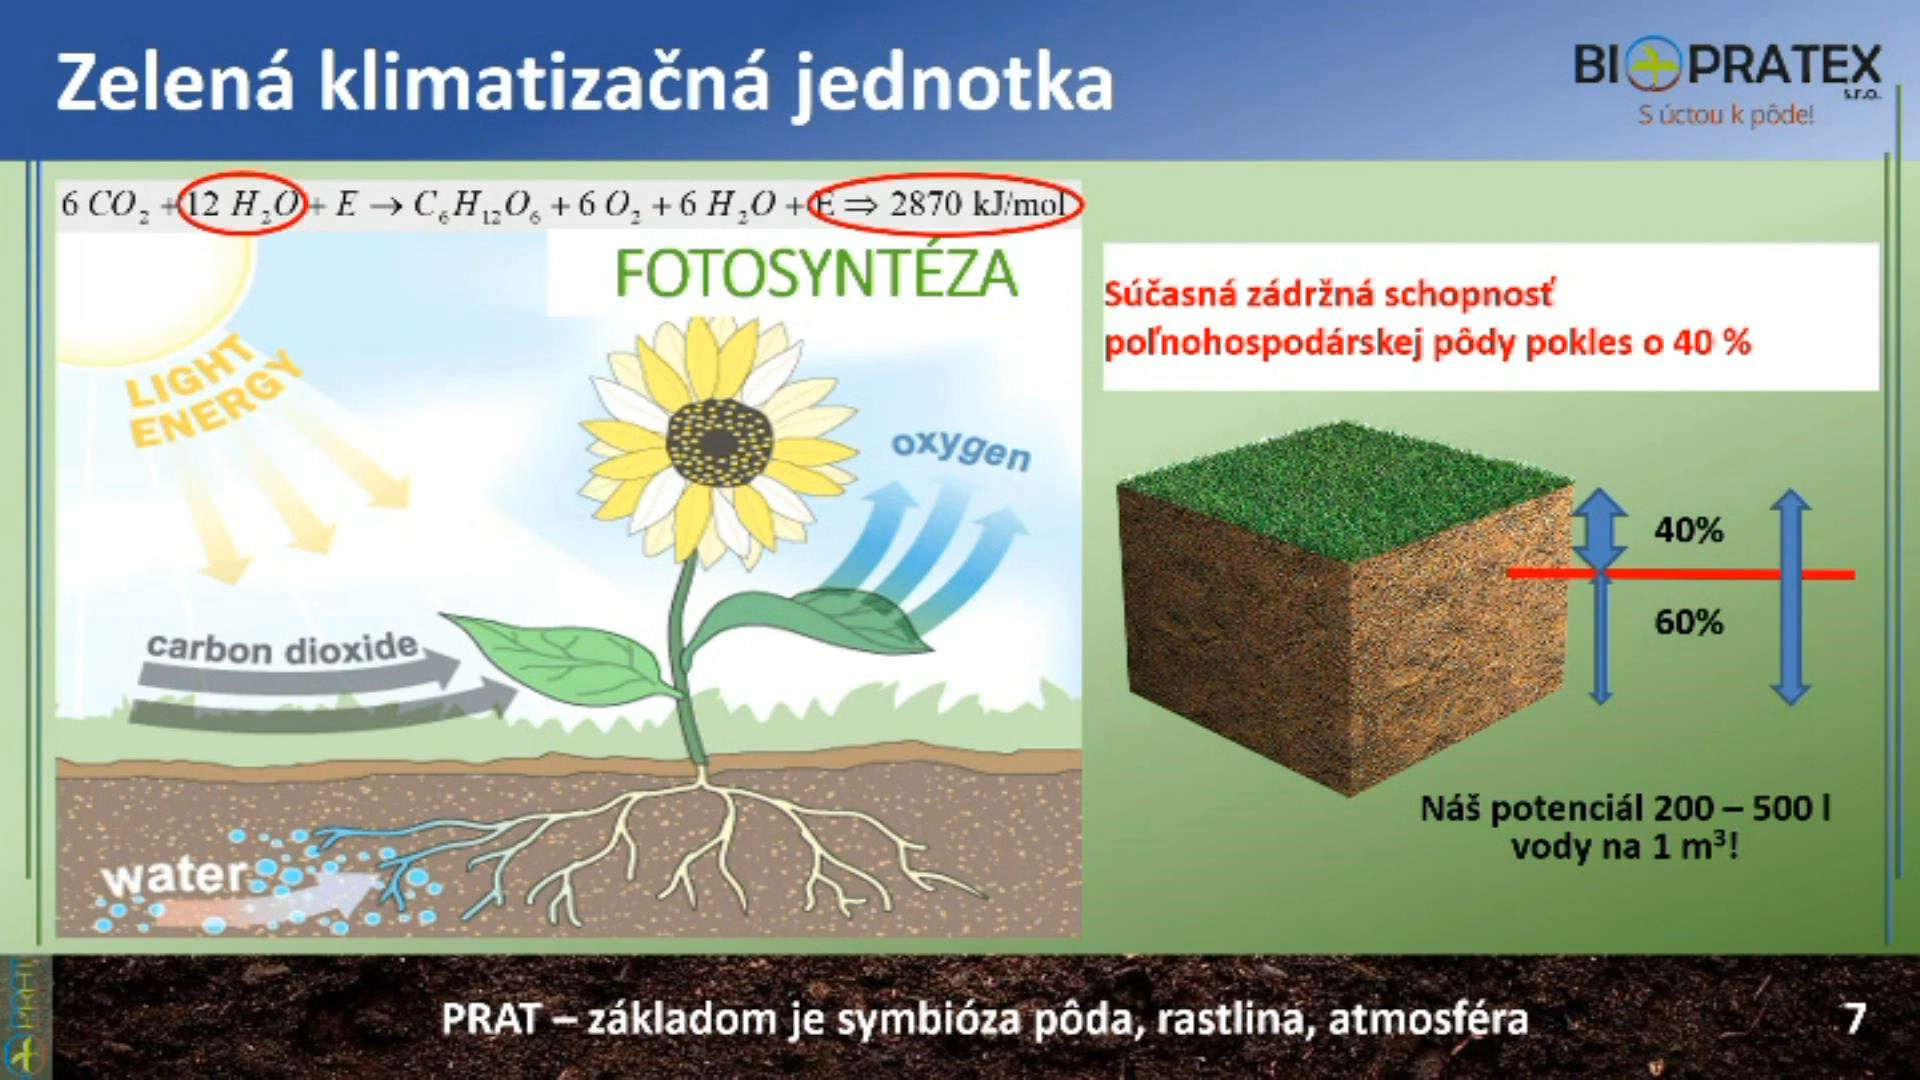 Zelená klimatizačná jednotka
BIOPRATEX
s.r.o.
S úctou k pôde!
6 CO₂ + 12 H₂O + E → C₆H₁₂O₆ + 6 O₂ + 6 H₂O + E ⇒ 2870 kJ/mol
FOTOSYNTÉZA
LIGHT
ENERGY
oxygen
carbon dioxide
water
Súčasná zádržná schopnosť
poľnohospodárskej pôdy pokles o 40 %
40%
60%
Náš potenciál 200 – 500 l
vody na 1 m³!
PRAT – základom je symbióza pôda, rastlina, atmosféra
7
PRAT